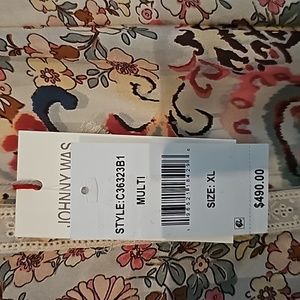 JOHNNY WAS
STYLE:C36323B1
MULTI
SIZE: XL
$490.00